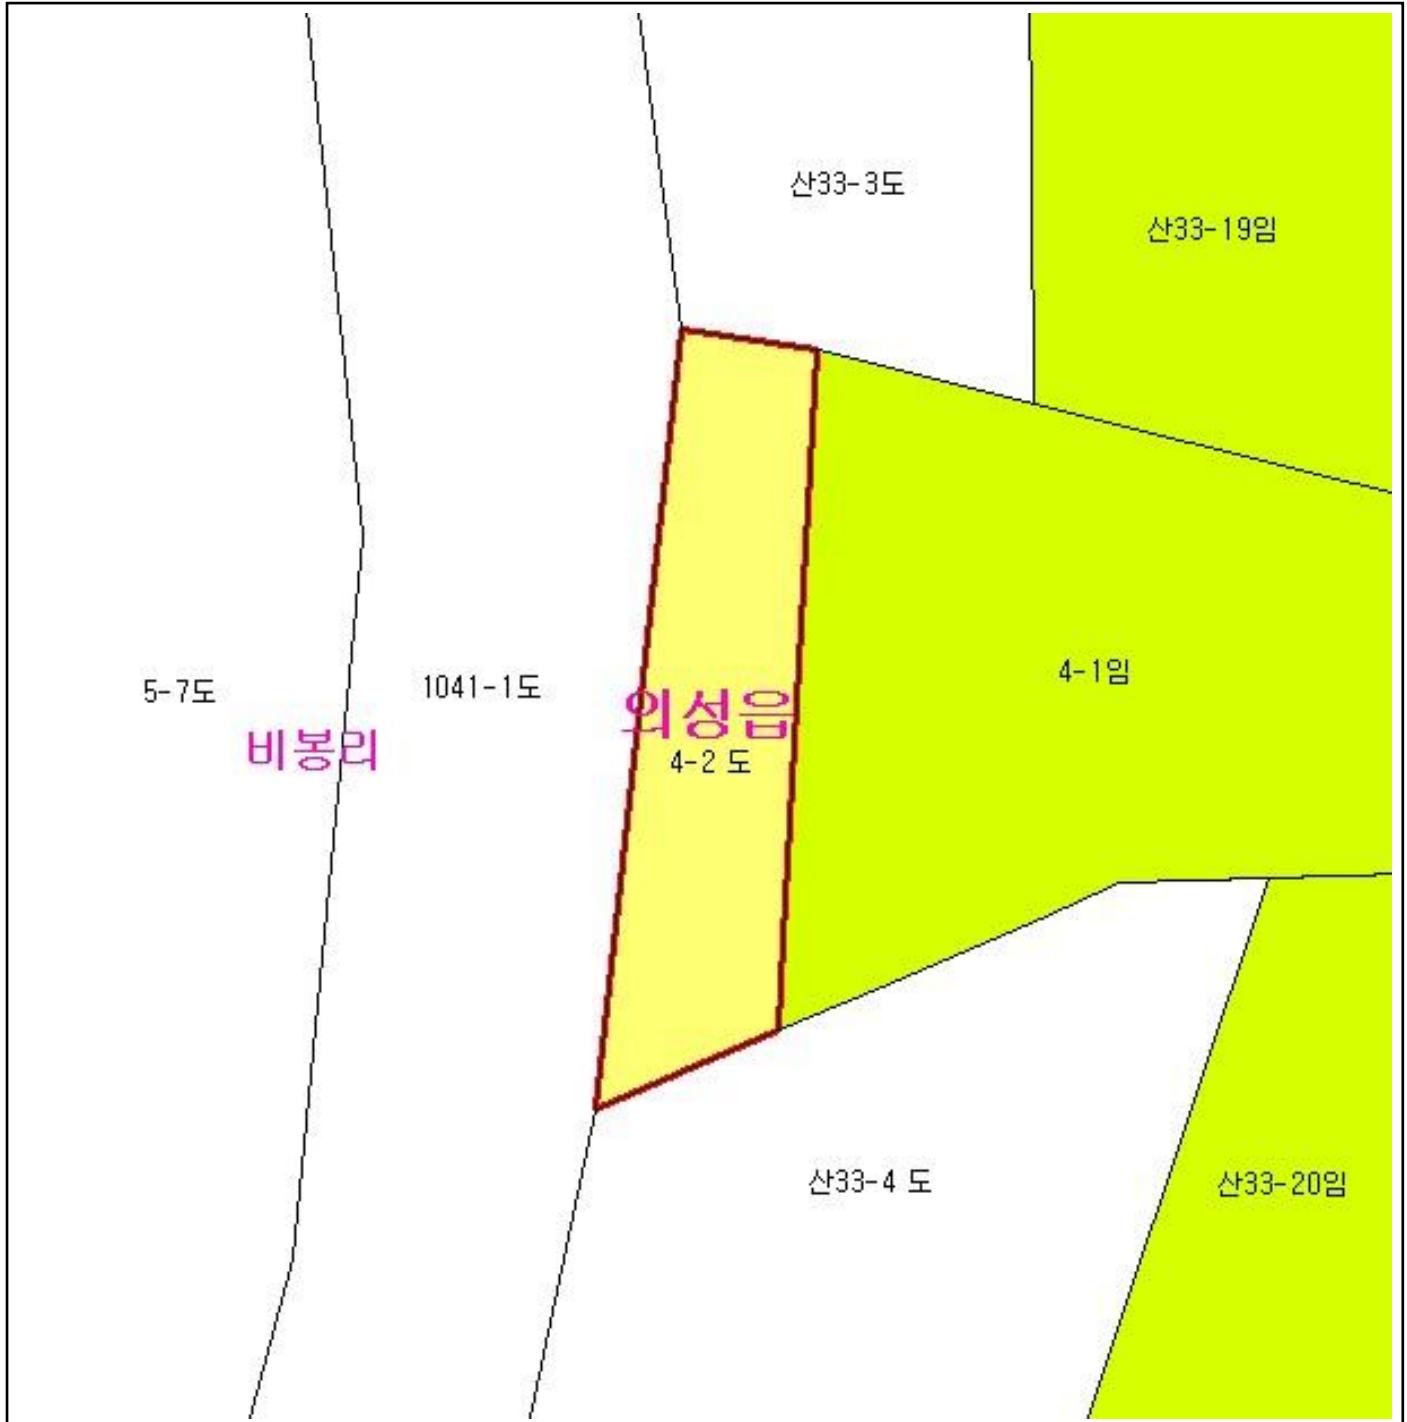 산33-3도
산33-19임
4-1임
5-7도
1041-1도
의성읍
비봉리
4-2 도
산33-4 도
산33-20임